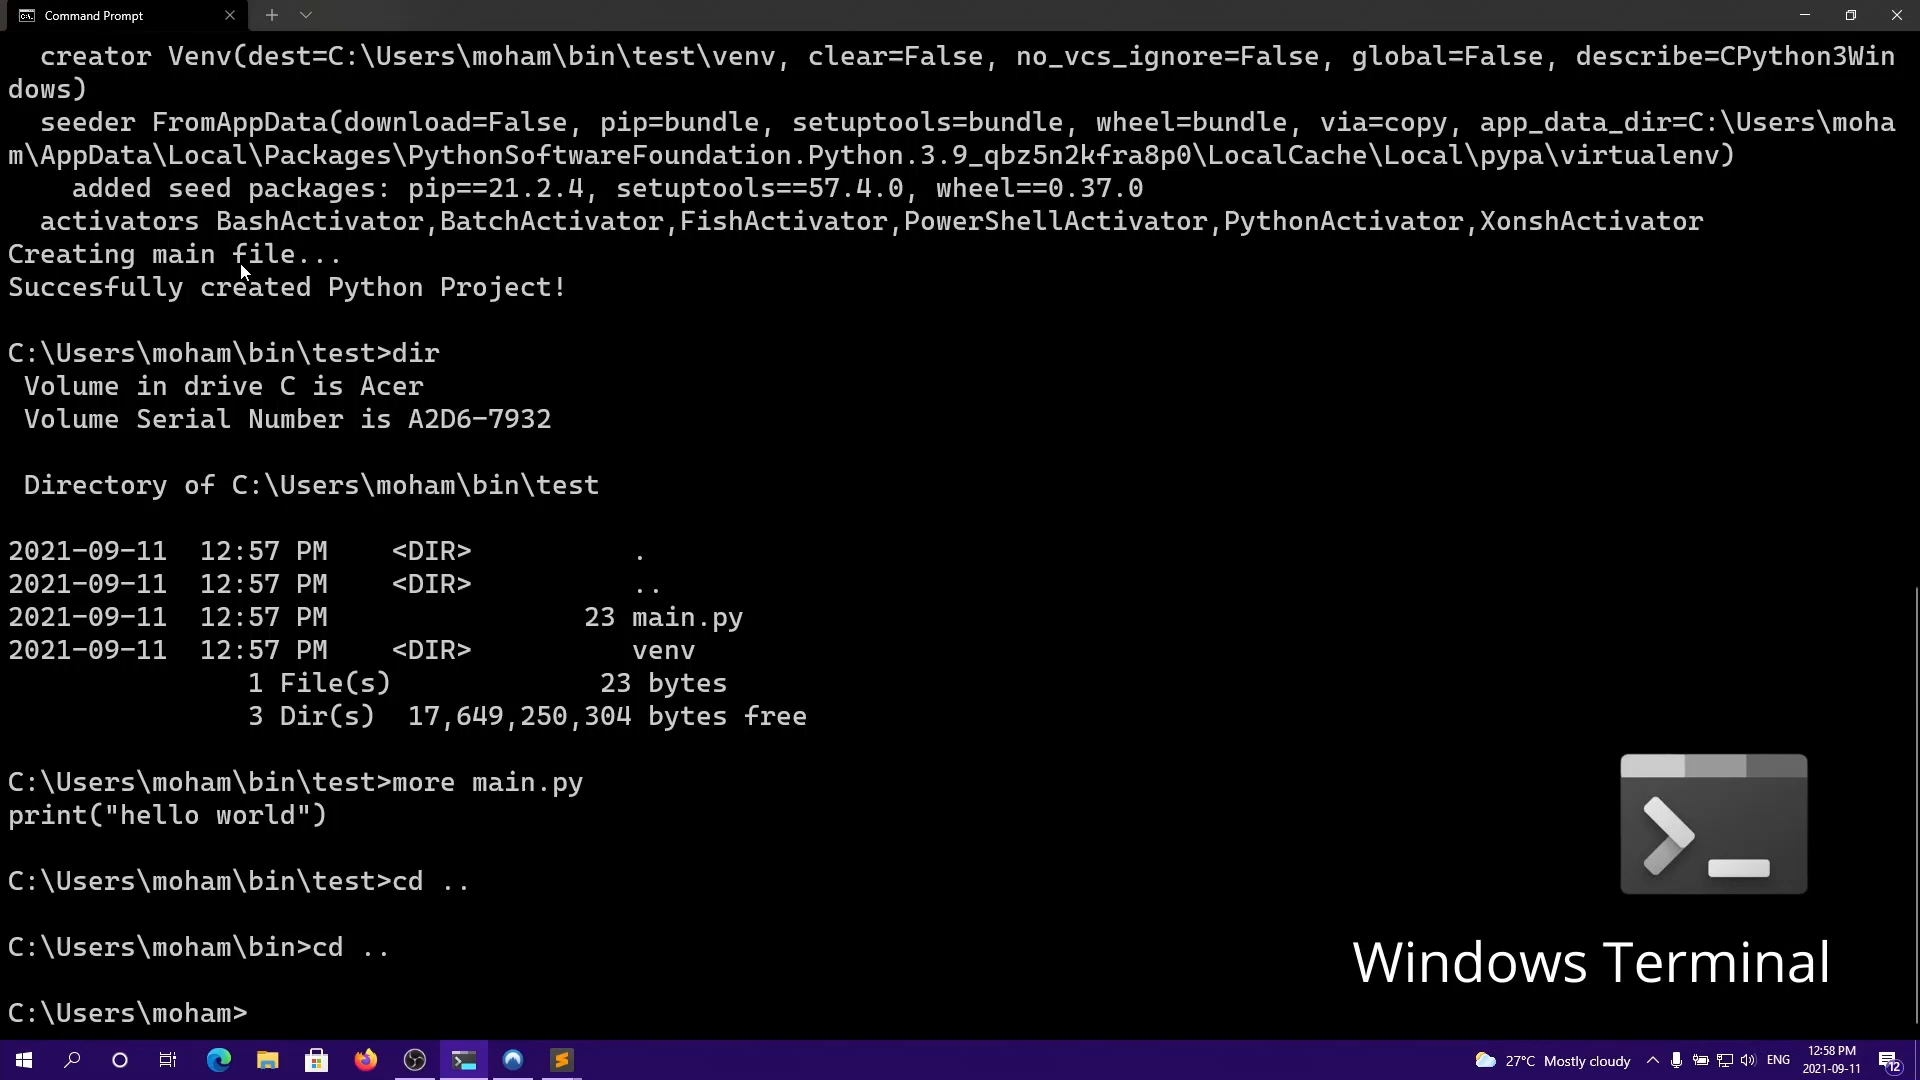 Command Prompt
creator Venv(dest=C:\Users\moham\bin\test\venv, clear=False, no_vcs_ignore=False, global=False, describe=CPython3Win
dows)
seeder FromAppData(download=False, pip=bundle, setuptools=bundle, wheel=bundle, via=copy, app_data_dir=C:\Users\moha
m\AppData\Local\Packages\PythonSoftwareFoundation.Python.3.9_qbz5n2kfra8p0\LocalCache\Local\pypa\virtualenv)
added seed packages: pip==21.2.4, setuptools==57.4.0, wheel==0.37.0
activators BashActivator,BatchActivator,FishActivator,PowerShellActivator,PythonActivator,XonshActivator
Creating main file...
Succesfully created Python Project!
C:\Users\moham\bin\test>dir
Volume in drive C is Acer
Volume Serial Number is A2D6-7932
Directory of C:\Users\moham\bin\test
2021-09-11  12:57 PM    <DIR>          .
2021-09-11  12:57 PM    <DIR>          ..
2021-09-11  12:57 PM                23 main.py
2021-09-11  12:57 PM    <DIR>          venv
1 File(s)             23 bytes
3 Dir(s)  17,649,250,304 bytes free
C:\Users\moham\bin\test>more main.py
print("hello world")
C:\Users\moham\bin\test>cd ..
C:\Users\moham\bin>cd ..
Windows Terminal
C:\Users\moham>
27°C Mostly cloudy
ENG
12:58 PM
2021-09-11
12